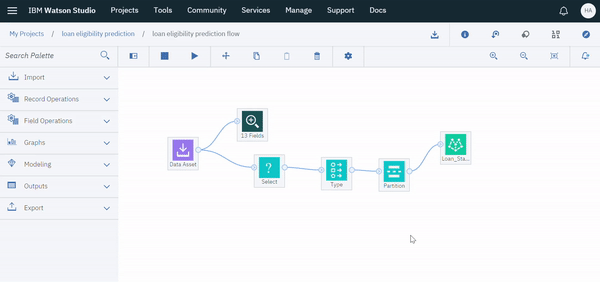 IBM Watson Studio Projects Tools Community Services Manage Support Docs HA
My Projects / loan eligibility prediction / loan eligibility prediction flow
Search Palette
Import
Record Operations
Field Operations
Graphs
Modeling
Outputs
Export
13 Fields
Data Asset
Select
Type
Partition
Loan_Sta...